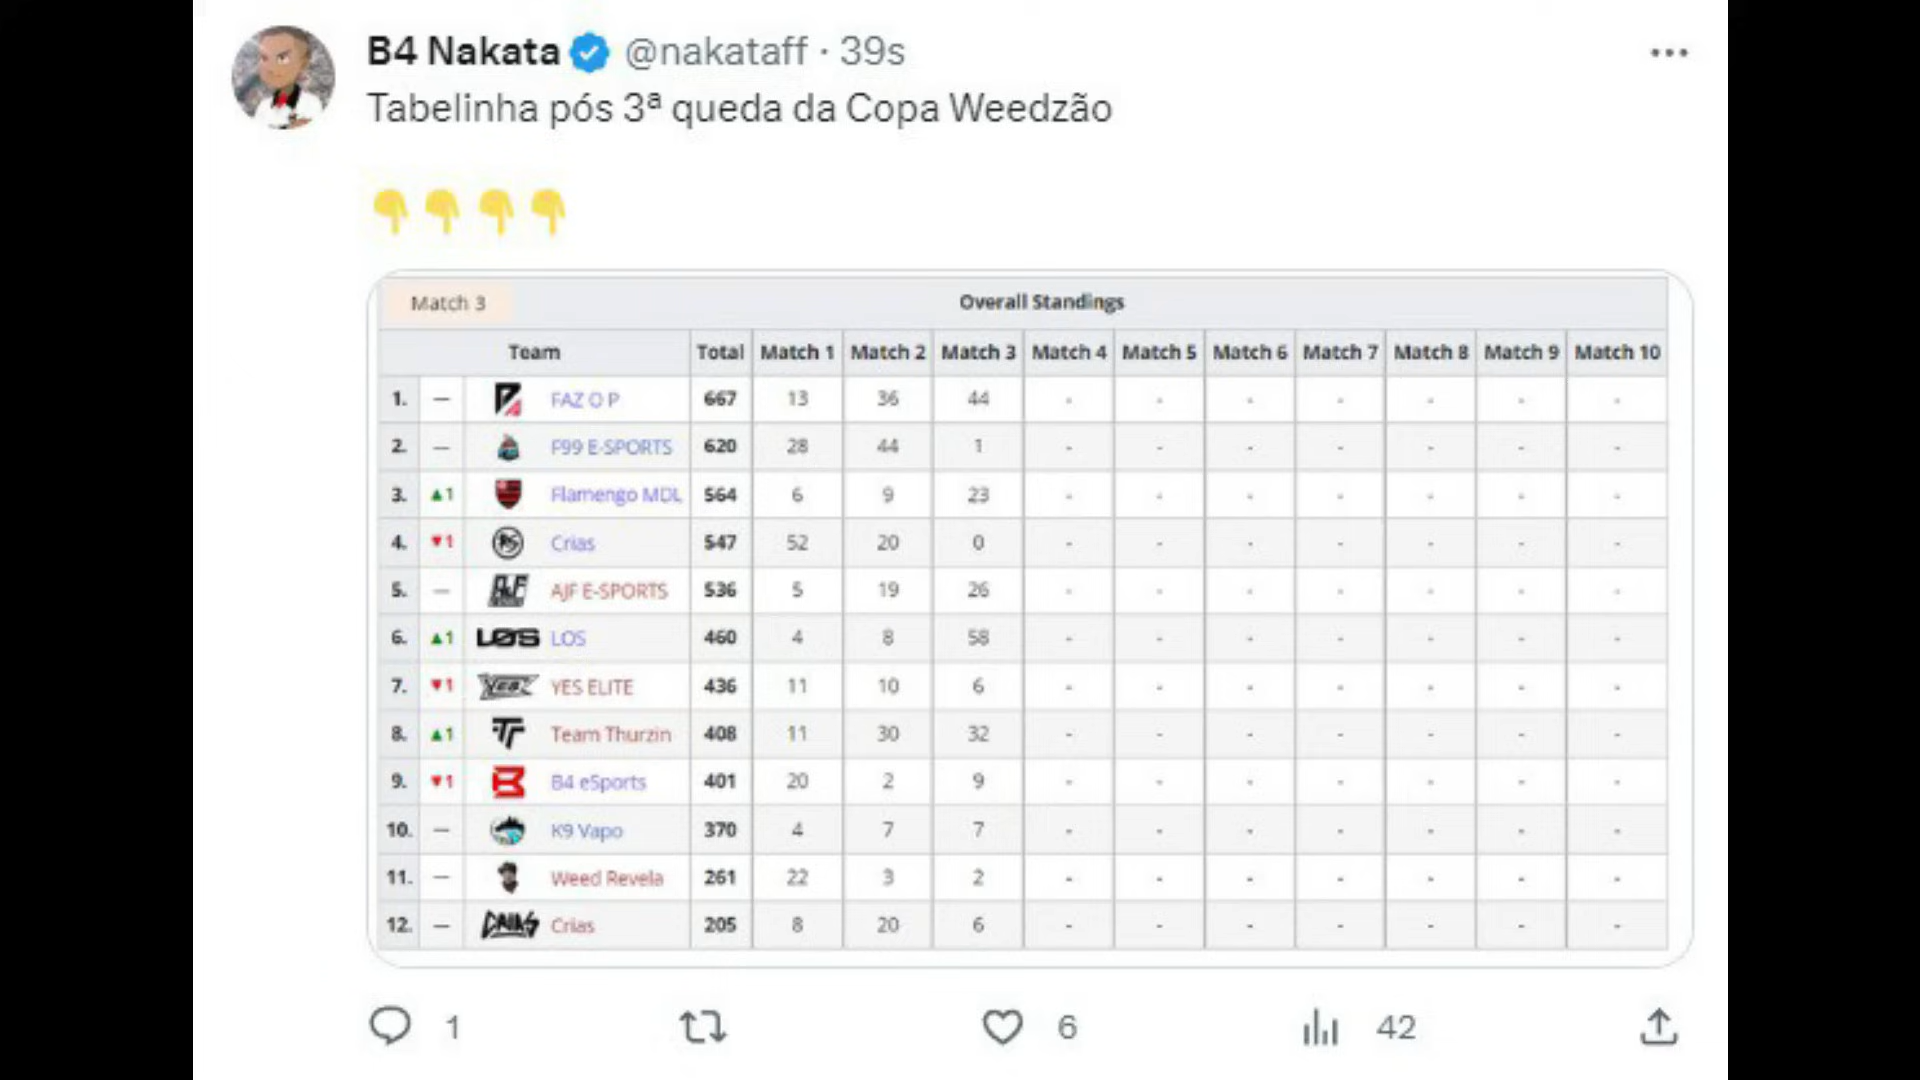 B4 Nakata @nakataff · 39s
Tabelinha pós 3ª queda da Copa Weedzão
👇👇👇👇
Match 3 Overall Standings
Team Total Match 1 Match 2 Match 3 Match 4 Match 5 Match 6 Match 7 Match 8 Match 9 Match 10
1. — FAZ O P 667 13 36 44 - - - - - - -
2. — F99 E-SPORTS 620 28 44 1 - - - - - - -
3. ▲1 Flamengo MDL 564 6 9 23 - - - - - - -
4. ▼1 Crias 547 52 20 0 - - - - - - -
5. — AJF AJF E-SPORTS 536 5 19 26 - - - - - - -
6. ▲1 LØS LOS 460 4 8 58 - - - - - - -
7. ▼1 YESZ YES ELITE 436 11 10 6 - - - - - - -
8. ▲1 TT Team Thurzin 408 11 30 32 - - - - - - -
9. ▼1 B Β4 eSports 401 20 2 9 - - - - - - -
10. — K9 Vapo 370 4 7 7 - - - - - - -
11. — Weed Revela 261 22 3 2 - - - - - - -
12. — CRIAS Crias 205 8 20 6 - - - - - - -
1 6 42